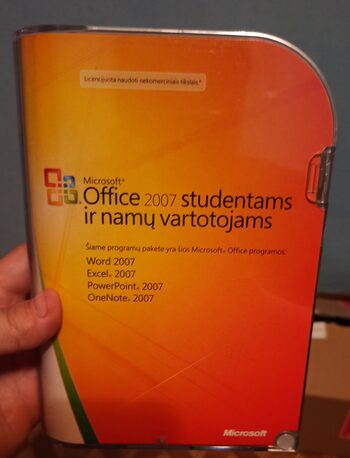 Licencijuota naudoti nekomerciniais tikslais.*
Microsoft®
Office 2007 studentams
ir namų vartotojams
Šiame programų pakete yra šios Microsoft® Office programos:
Word 2007
Excel® 2007
PowerPoint® 2007
OneNote® 2007
Microsoft